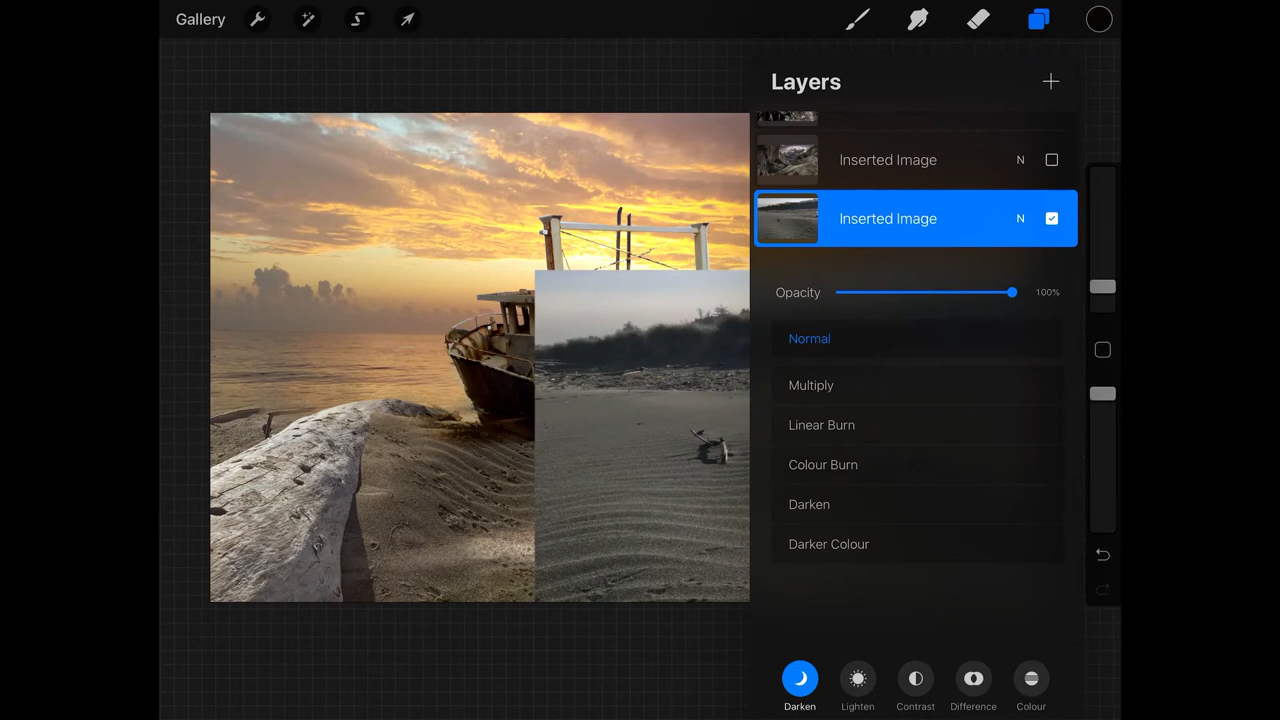 Gallery
Layers
Inserted Image N
Inserted Image N
Opacity 100%
Normal
Multiply
Linear Burn
Colour Burn
Darken
Darker Colour
Darken Lighten Contrast Difference Colour